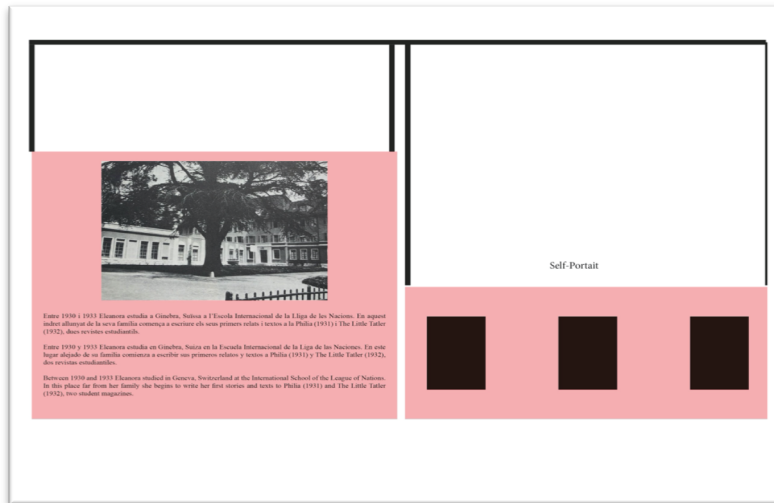 Entre 1930 i 1933 Eleanora estudia a Ginebra, Suïssa a l'Escola Internacional de la Lliga de las Nacions. En aquest
indret allunyat de la seva família comença a escriure els seus primers relats i textos a la Philia (1931) i The Little Tatler
(1932), dues revistes estudiantils.
Entre 1930 y 1933 Eleanora estudia en Ginebra, Suiza en la Escuela Internacional de la Liga de las Naciones. En este
lugar alejado de su familia comienza a escribir sus primeros relatos y textos a Philia (1931) y The Little Tatler (1932),
dos revistas estudiantiles.
Between 1930 and 1933 Eleanora studied in Geneva, Switzerland at the International School of the League of Nations.
In this place far from her family she begins to write her first stories and texts to Philia (1931) and The Little Tatler
(1932), two student magazines.
Self-Portait